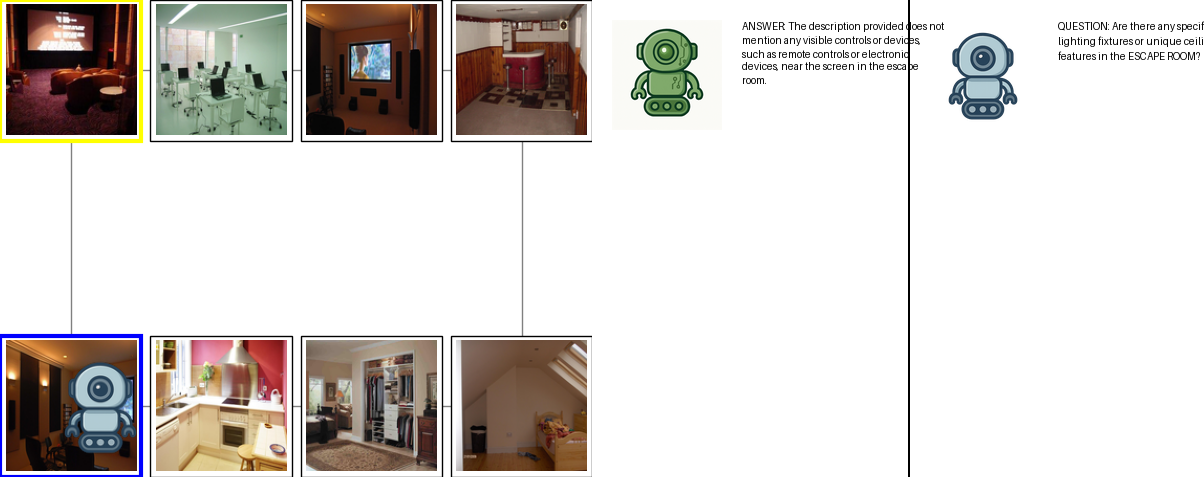 ANSWER: The description provided does not
mention any visible controls or devices,
such as remote controls or electronic
devices, near the screen in the escape
room.
QUESTION: Are there any specif
lighting fixtures or unique ceili
features in the ESCAPE ROOM?